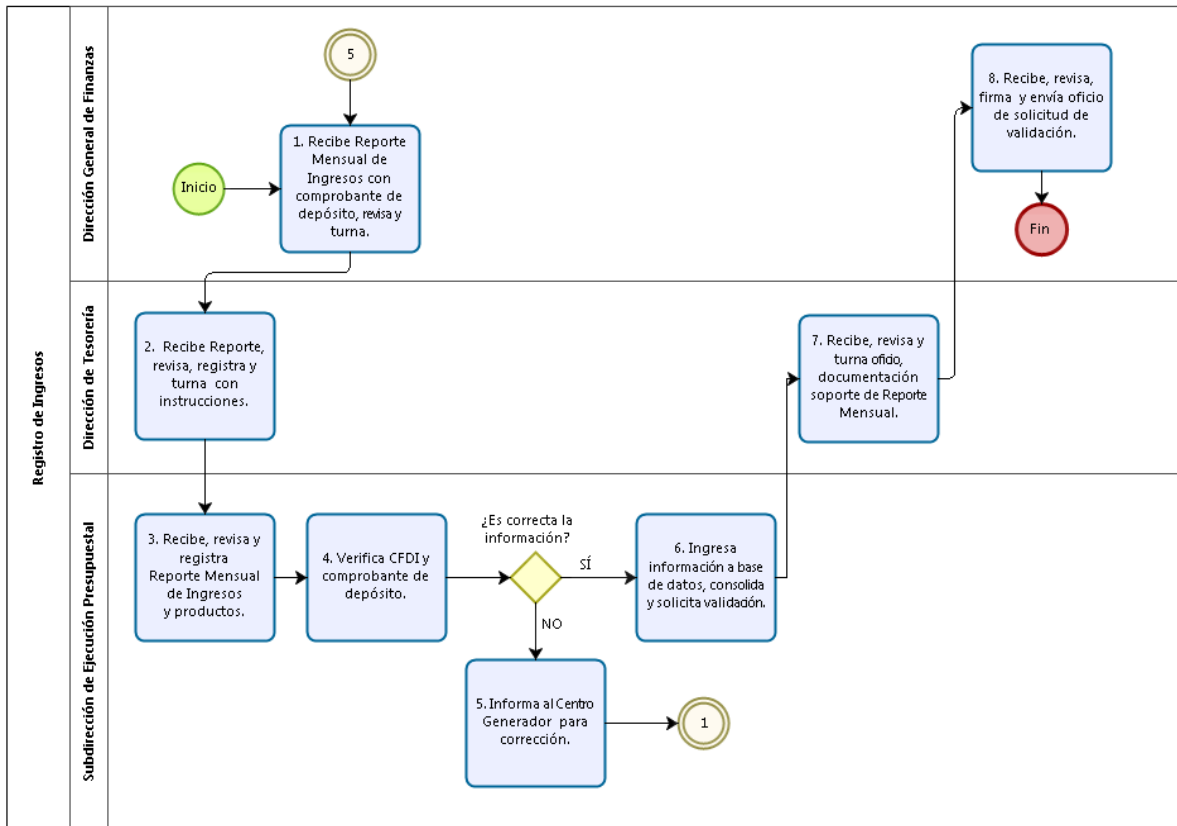 Registro de Ingresos
Dirección General de Finanzas
5
Inicio
1. Recibe Reporte
Mensual de
Ingresos con
comprobante de
depósito, revisa y
turna.
8. Recibe, revisa,
firma y envía oficio
de solicitud de
validación.
Fin
Dirección de Tesorería
2. Recibe Reporte,
revisa, registra y
turna con
instrucciones.
7. Recibe, revisa y
turna oficio,
documentación
soporte de Reporte
Mensual.
Subdirección de Ejecución Presupuestal
3. Recibe, revisa y
registra
Reporte Mensual
de Ingresos
y productos.
4. Verifica CFDI y
comprobante de
depósito.
¿Es correcta la
información?
SÍ
NO
6. Ingresa
información a base
de datos, consolida
y solicita validación.
5. Informa al Centro
Generador para
corrección.
1